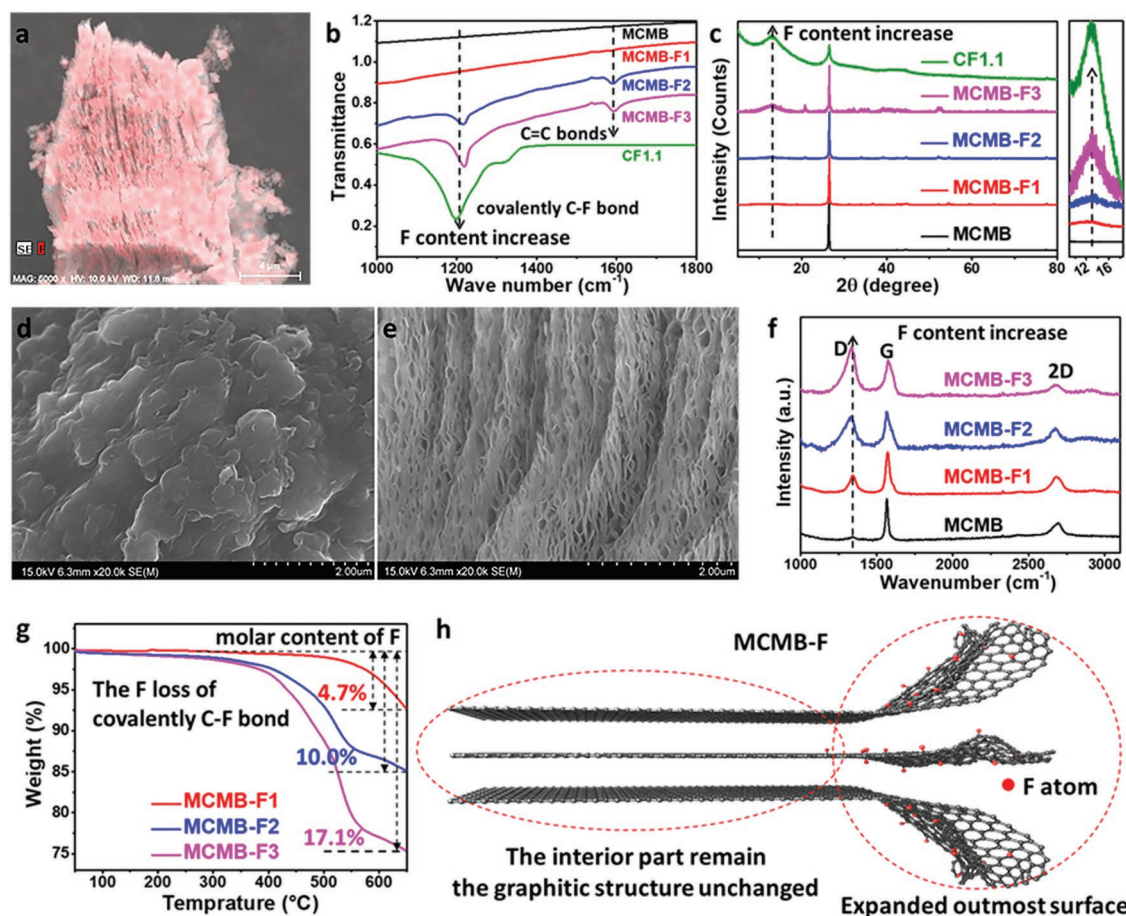 a
SE F
MAG: 5000 x HV: 10.0 kV WD: 11.8 mm
4 µm
b
MCMB
MCMB-F1
MCMB-F2
MCMB-F3
C=C bonds
CF1.1
covalently C-F bond
F content increase
Transmittance
1.2
1.0
0.8
0.6
0.4
0.2
1000 1200 1400 1600 1800
Wave number (cm-1)
c
F content increase
CF1.1
MCMB-F3
MCMB-F2
MCMB-F1
MCMB
Intensity (Counts)
20 40 60 80
2θ (degree)
12 16
d
15.0kV 6.3mm x20.0k SE(M)
2.00um
e
15.0kV 6.3mm x20.0k SE(M)
2.00um
f
F content increase
D
G
2D
MCMB-F3
MCMB-F2
MCMB-F1
MCMB
Intensity (a.u.)
1000 1500 2000 2500 3000
Wavenumber (cm-1)
g
molar content of F
The F loss of
covalently C-F bond
4.7%
10.0%
17.1%
MCMB-F1
MCMB-F2
MCMB-F3
Weight (%)
100
95
90
85
80
75
100 200 300 400 500 600
Temprature (°C)
h
MCMB-F
F atom
The interior part remain
the graphitic structure unchanged
Expanded outmost surface